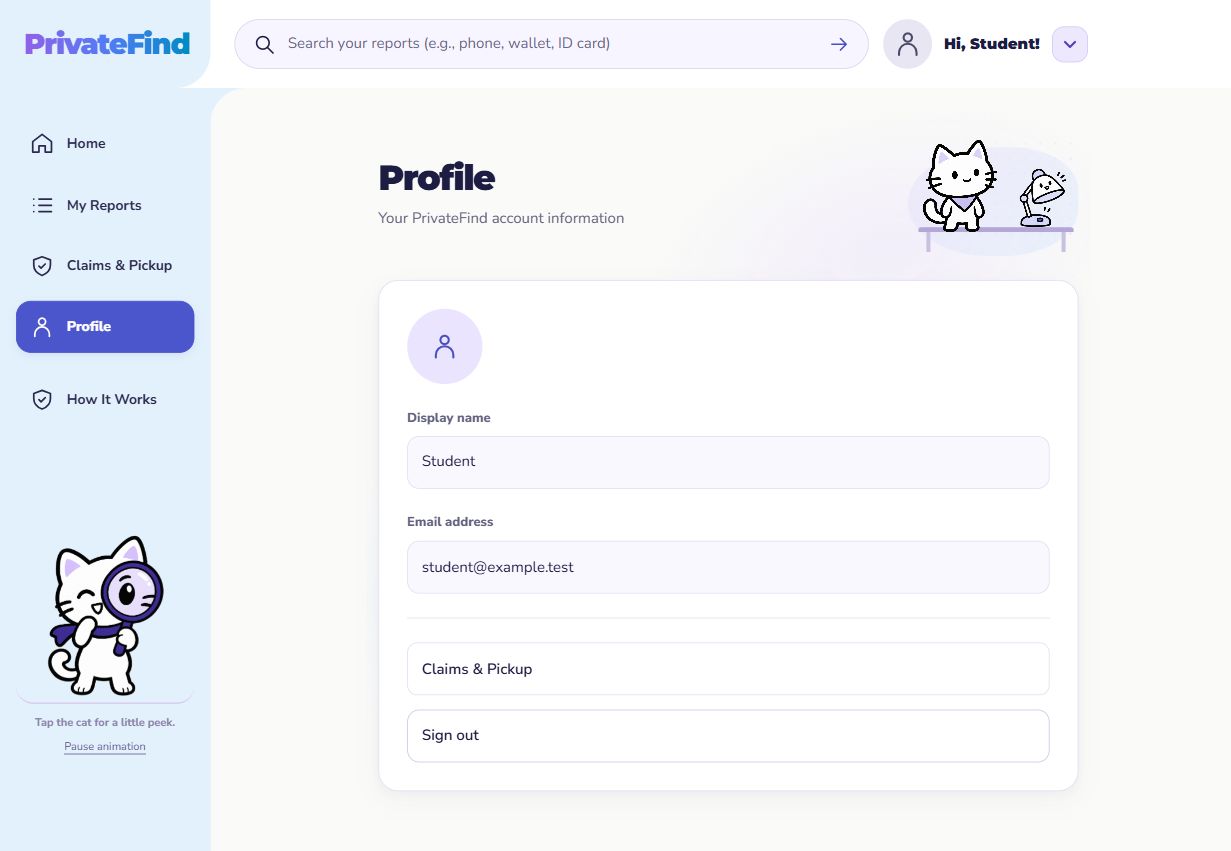 PrivateFind
Search your reports (e.g., phone, wallet, ID card)
Hi, Student!
Home
My Reports
Claims & Pickup
Profile
How It Works
Tap the cat for a little peek.
Pause animation
Profile
Your PrivateFind account information
Display name
Student
Email address
student@example.test
Claims & Pickup
Sign out